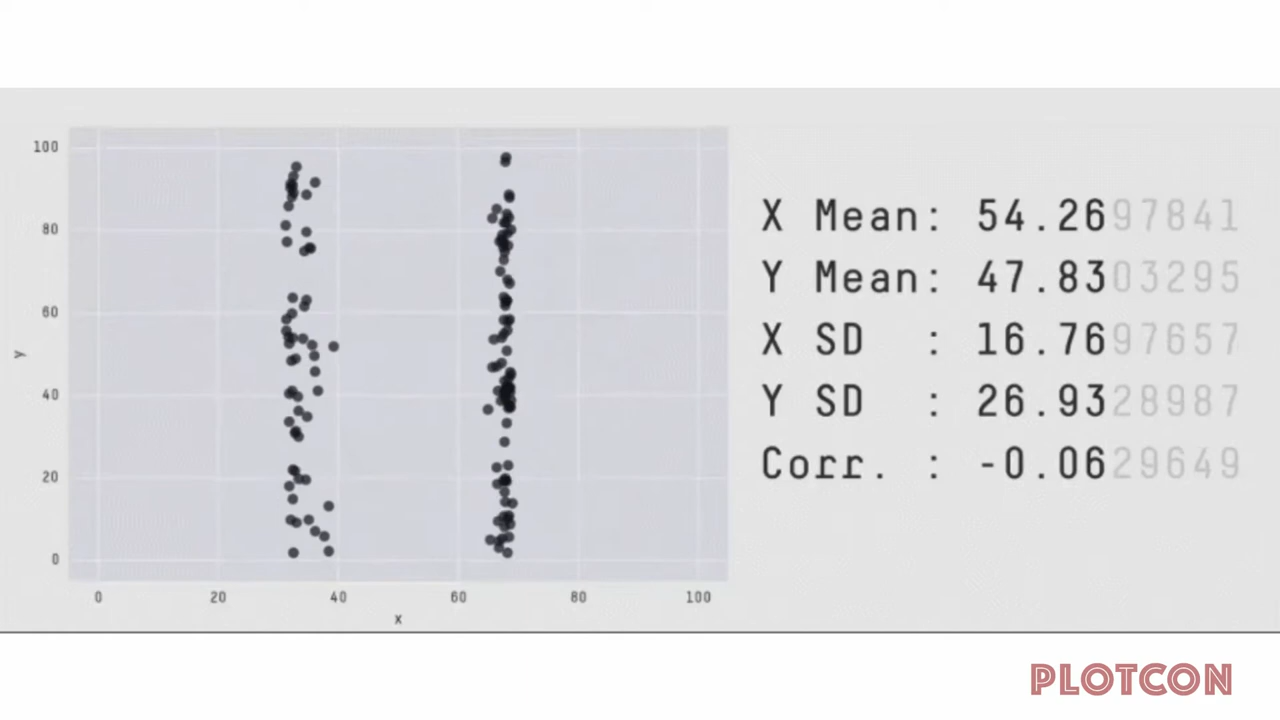 100
80
60
40
20
0
y
0 20 40 60 80 100
x
X Mean: 54.2697841
Y Mean: 47.8303295
X SD : 16.7697657
Y SD : 26.9328987
Corr. : -0.0629649
PLOTCON